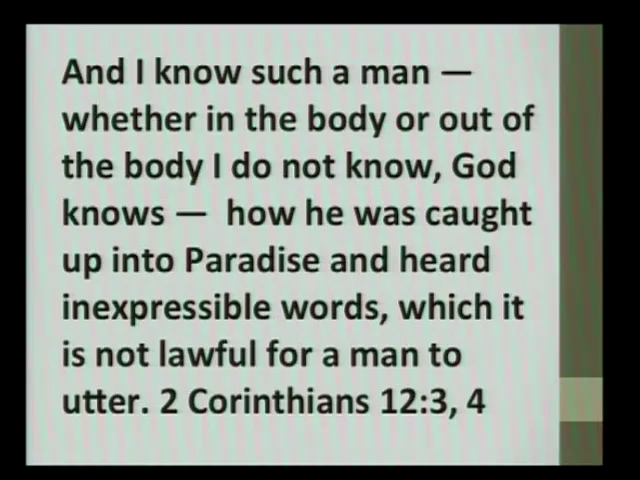 And I know such a man —
whether in the body or out of
the body I do not know, God
knows —  how he was caught
up into Paradise and heard
inexpressible words, which it
is not lawful for a man to
utter. 2 Corinthians 12:3, 4